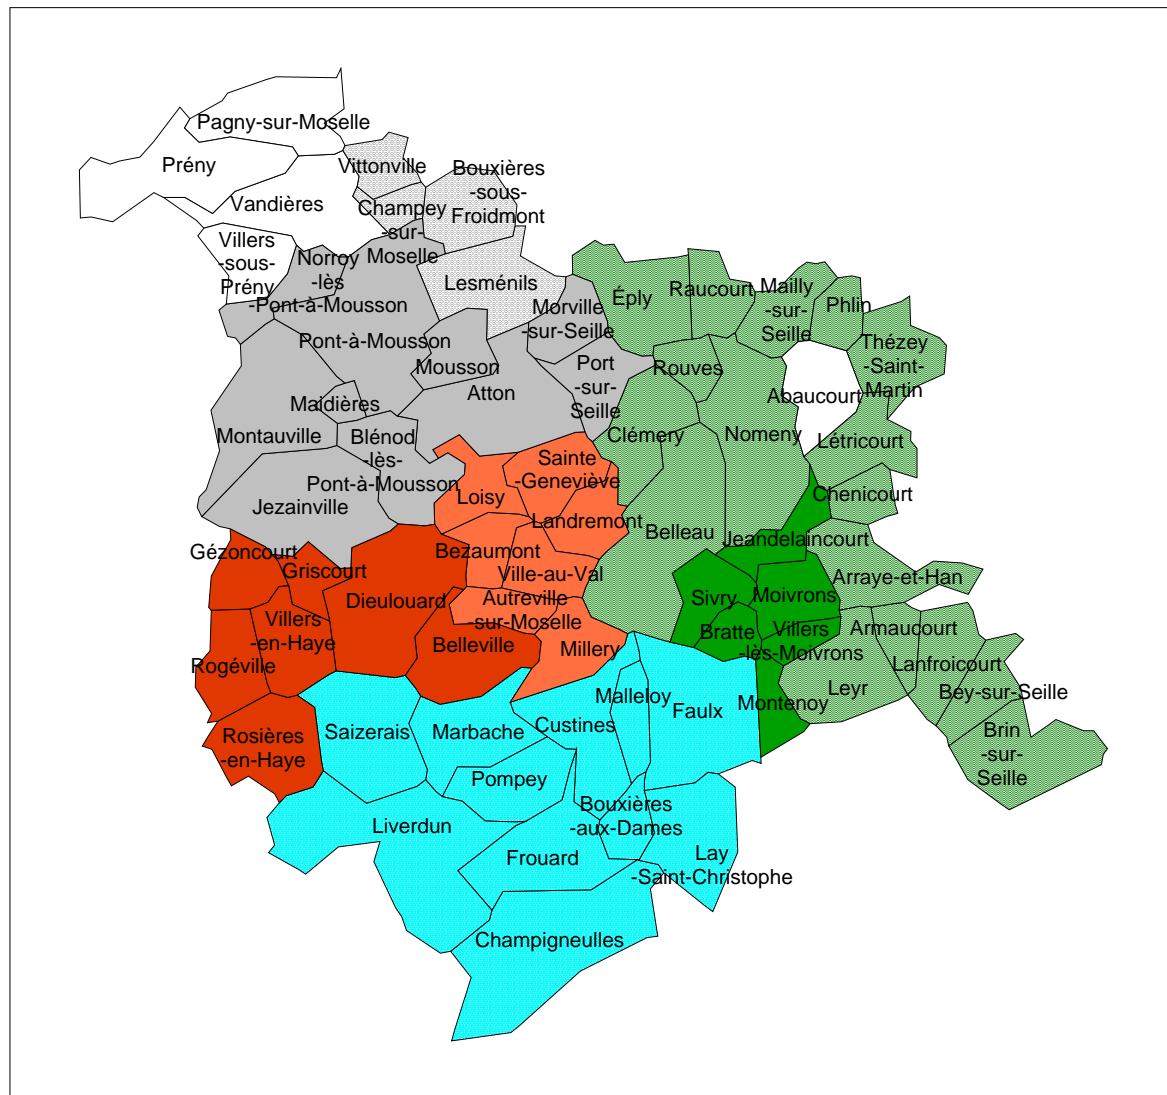 Pagny-sur-Moselle
Prény
Vittonville
Bouxières
-sous-
Froidmont
Vandières
Champey
-sur-
Moselle
Villers
-sous-
Prény
Norroy
-lès
-Pont-à-Mousson
Lesménils
Morville
-sur-Seille
Éply
Raucourt
Mailly
-sur-
Seille
Phlin
Thézey
-Saint-
Martin
Pont-à-Mousson
Mousson
Port
-sur-
Seille
Rouves
Abaucourt
Atton
Maidières
Montauville
Blénod
-lès-
Pont-à-Mousson
Clémery
Nomeny
Létricourt
Jezainville
Loisy
Sainte
-Geneviève
Chenicourt
Landremont
Belleau
Jeandelaincourt
Gézoncourt
Griscourt
Bezaumont
Ville-au-Val
Arraye-et-Han
Dieulouard
Autreville
-sur-Moselle
Sivry
Moivrons
Villers
-en-Haye
Belleville
Millery
Bratte
Villers
-lès-Moivrons
Armaucourt
Rogéville
Lanfroicourt
Leyr
Bey-sur-Seille
Malleloy
Faulx
Montenoy
Rosières
-en-Haye
Saizerais
Marbache
Custines
Brin
-sur-
Seille
Pompey
Bouxières
-aux-Dames
Liverdun
Frouard
Lay
-Saint-Christophe
Champigneulles